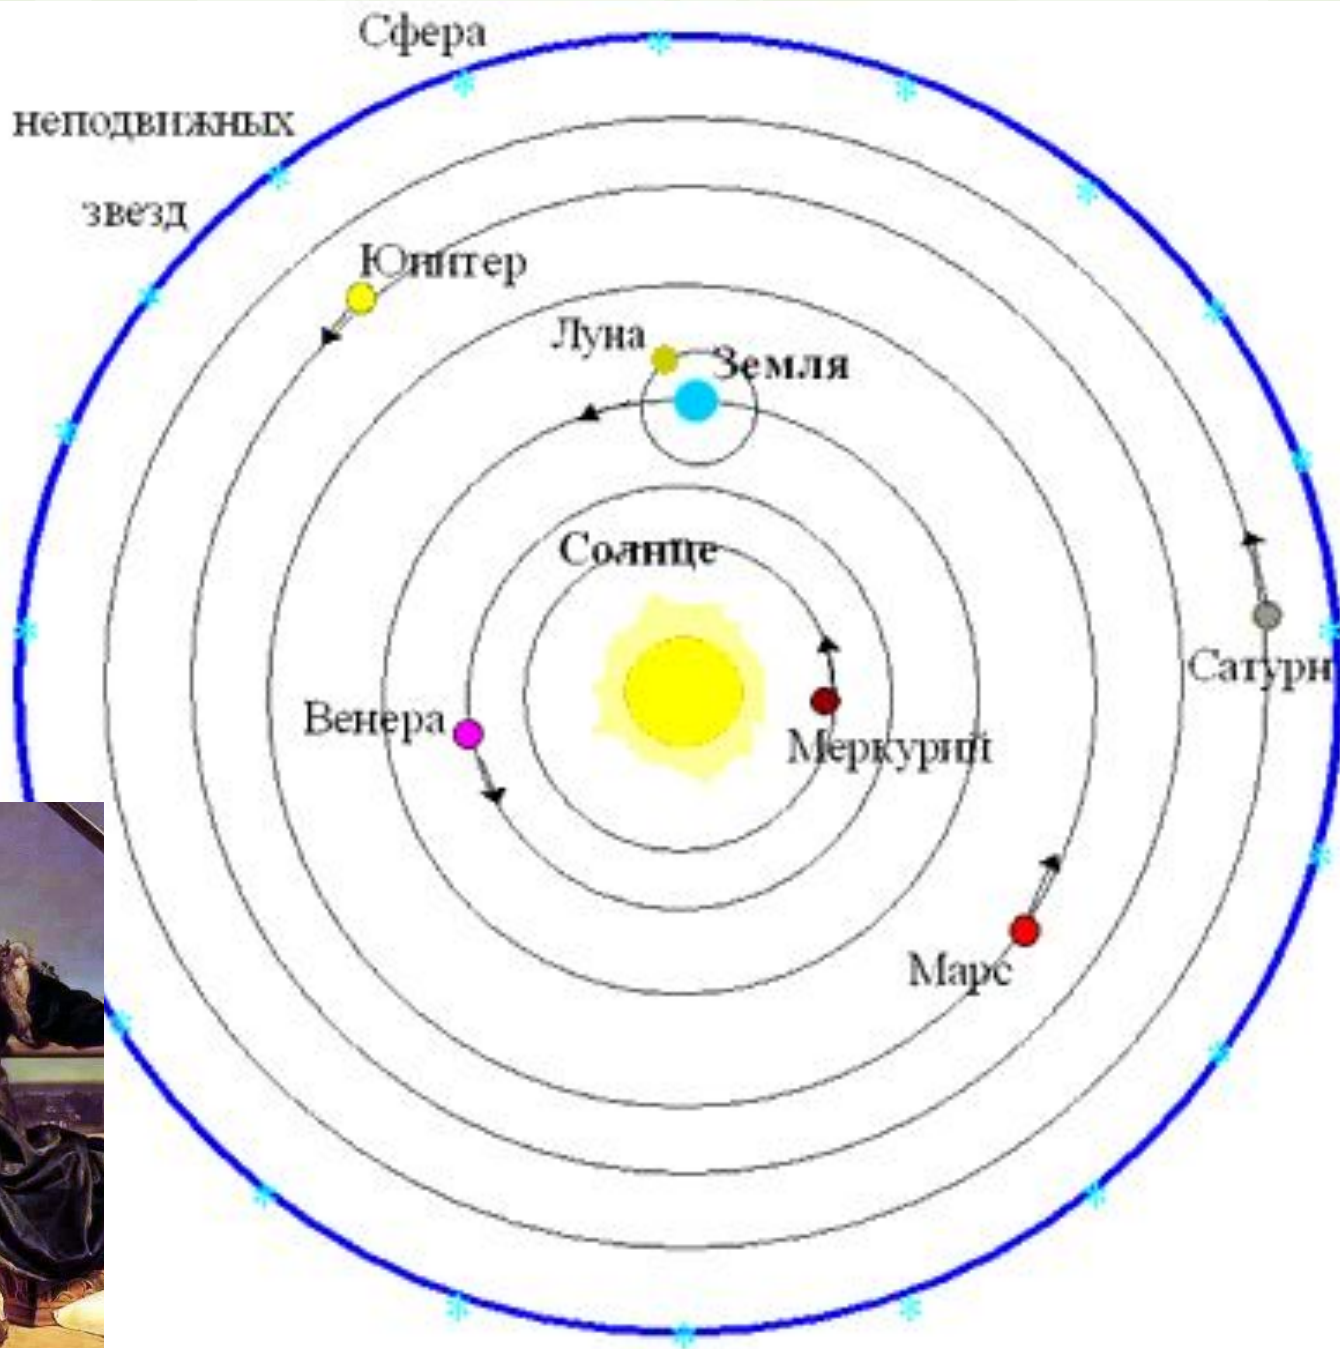 Сфера
неподвижных
звезд
Юпитер
Луна
Земля
Солнце
Сатурн
Венера
Меркурий
Марс